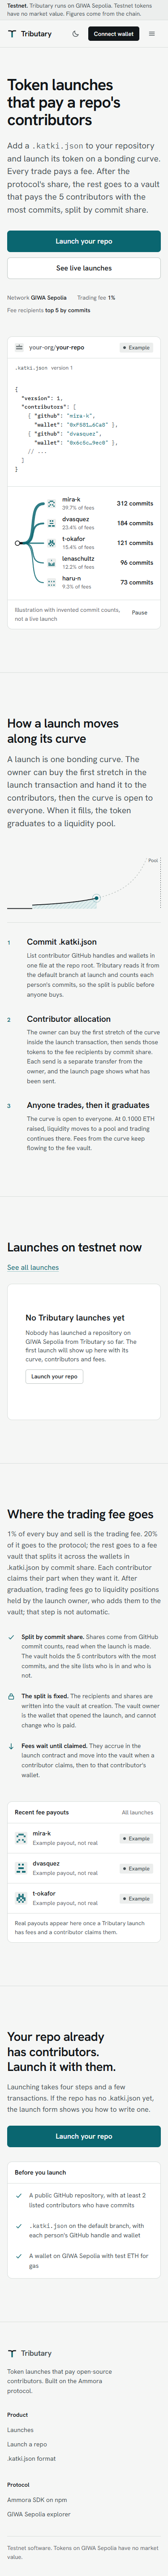 Testnet. Tributary runs on GIWA Sepolia. Testnet tokens
have no market value. Figures come from the chain.
Tributary
Connect wallet
Token launches
that pay a repo's
contributors
Add a .katki.json to your repository
and launch its token on a bonding curve.
Every trade pays a fee. After the
protocol's share, the rest goes to a vault
that pays the 5 contributors with the
most commits, split by commit share.
Launch your repo
See live launches
Network GIWA Sepolia
Trading fee 1%
Fee recipients top 5 by commits
your-org/your-repo
Example
.katki.json version 1
{
"version": 1,
"contributors": [
{ "github": "mira-k",
"wallet": "0xF581…6Ca8" },
{ "github": "dvasquez",
"wallet": "0x6c6c…9ec8" },
// ...
]
}
mira-k
39.7% of fees
312 commits
dvasquez
23.4% of fees
184 commits
t-okafor
15.4% of fees
121 commits
lenaschultz
12.2% of fees
96 commits
haru-n
9.3% of fees
73 commits
Illustration with invented commit counts,
not a live launch
Pause
How a launch moves
along its curve
A launch is one bonding curve. The
owner can buy the first stretch in the
launch transaction and hand it to the
contributors, then the curve is open to
everyone. When it fills, the token
graduates to a liquidity pool.
Pool
1
Commit .katki.json
List contributor GitHub handles and wallets in
one file at the repo root. Tributary reads it from
the default branch at launch and counts each
person's commits, so the split is public before
anyone buys.
2
Contributor allocation
The owner can buy the first stretch of the curve
inside the launch transaction, then sends those
tokens to the fee recipients by commit share.
Each send is a separate transfer from the
owner, and the launch page shows what has
been sent.
3
Anyone trades, then it graduates
The curve is open to everyone. At 0.1000 ETH
raised, liquidity moves to a pool and trading
continues there. Fees from the curve keep
flowing to the fee vault.
Launches on testnet now
See all launches
No Tributary launches yet
Nobody has launched a repository on
GIWA Sepolia from Tributary so far. The
first launch will show up here with its
curve, contributors and fees.
Launch your repo
Where the trading fee goes
1% of every buy and sell is the trading fee. 20%
of it goes to the protocol; the rest goes to a fee
vault that splits it across the wallets in
.katki.json by commit share. Each contributor
claims their part when they want it. After
graduation, trading fees go to liquidity positions
held by the launch owner, who adds them to the
vault; that step is not automatic.
Split by commit share. Shares come from GitHub
commit counts, read when the launch is made.
The vault holds the 5 contributors with the most
commits, and the site lists who is in and who is
not.
The split is fixed. The recipients and shares are
written into the vault at creation. The vault owner
is the wallet that opened the launch, and cannot
change who is paid.
Fees wait until claimed. They accrue in the
launch contract and move into the vault when a
contributor claims, then to that contributor's
wallet.
Recent fee payouts
All launches
mira-k
Example payout, not real
Example
dvasquez
Example payout, not real
Example
t-okafor
Example payout, not real
Example
Real payouts appear here once a Tributary launch
has fees and a contributor claims them.
Your repo already
has contributors.
Launch it with them.
Launching takes four steps and a few
transactions. If the repo has no .katki.json yet,
the launch form shows you how to write one.
Launch your repo
Before you launch
A public GitHub repository, with at least 2
listed contributors who have commits
.katki.json on the default branch, with
each person's GitHub handle and wallet
A wallet on GIWA Sepolia with test ETH for
gas
Tributary
Token launches that pay open-source
contributors. Built on the Ammora
protocol.
Product
Launches
Launch a repo
.katki.json format
Protocol
Ammora SDK on npm
GIWA Sepolia explorer
Testnet software. Tokens on GIWA Sepolia have no market
value.